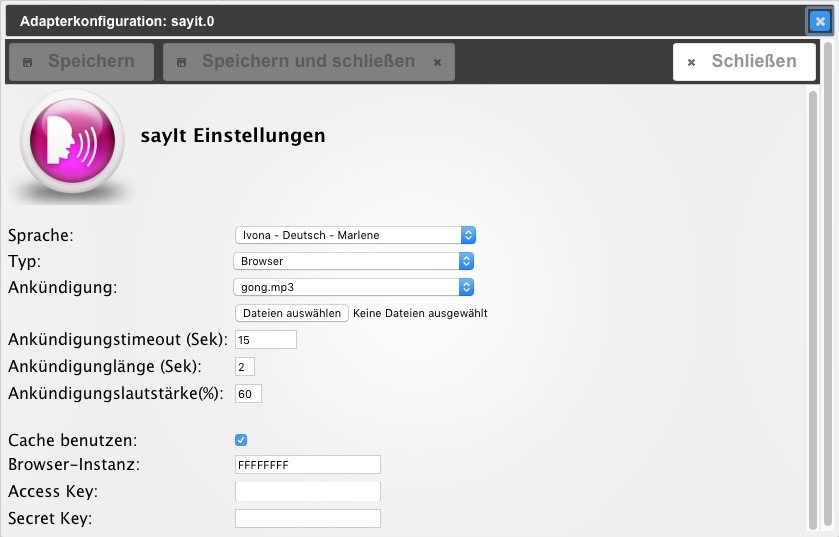 Adapterkonfiguration: sayit.0
Speichern Speichern und schließen Schließen
sayIt Einstellungen
Sprache: Ivona - Deutsch - Marlene
Typ: Browser
Ankündigung: gong.mp3
Dateien auswählen Keine Dateien ausgewählt
Ankündigungstimeout (Sek): 15
Ankündigunglänge (Sek): 2
Ankündigungslautstärke(%): 60
Cache benutzen:
Browser-Instanz: FFFFFFFF
Access Key:
Secret Key: